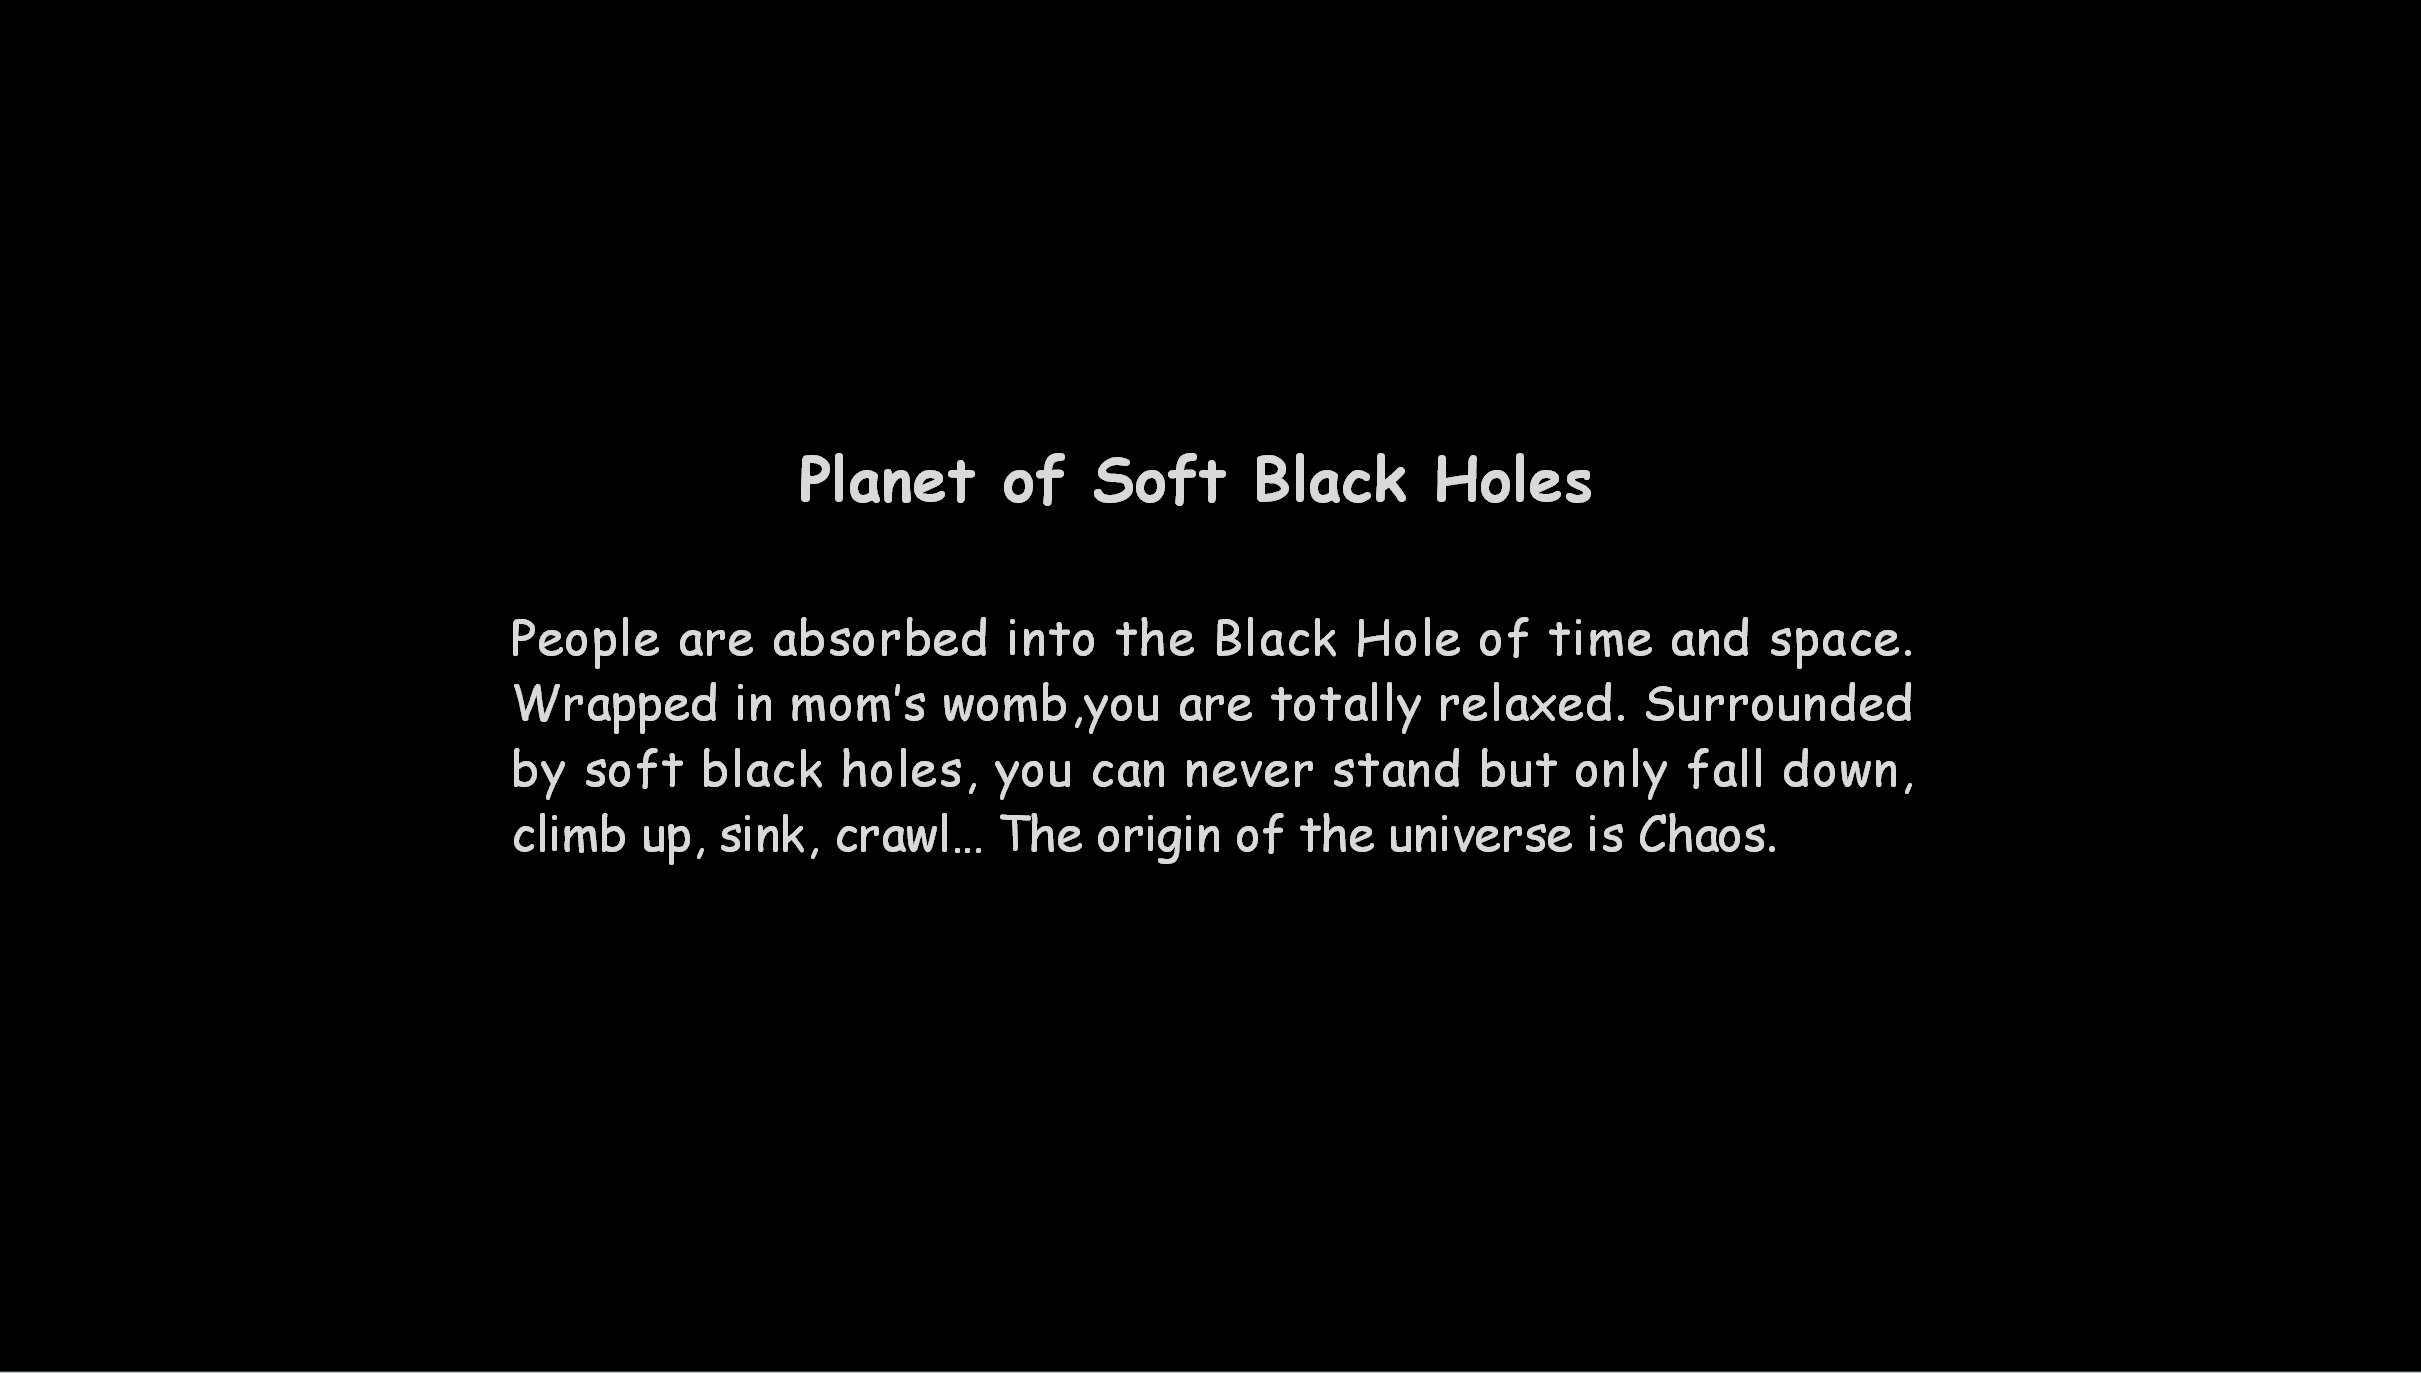 Planet of Soft Black Holes
People are absorbed into the Black Hole of time and space.
Wrapped in mom's womb,you are totally relaxed. Surrounded
by soft black holes, you can never stand but only fall down,
climb up, sink, crawl... The origin of the universe is Chaos.